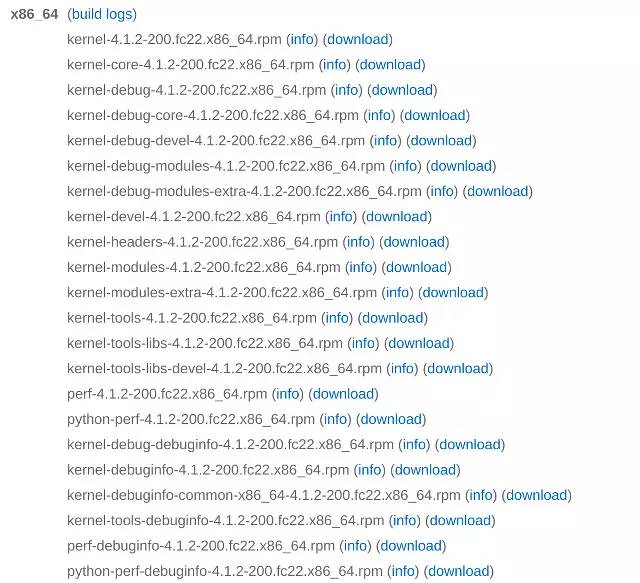 x86_64 (build logs)
kernel-4.1.2-200.fc22.x86_64.rpm (info) (download)
kernel-core-4.1.2-200.fc22.x86_64.rpm (info) (download)
kernel-debug-4.1.2-200.fc22.x86_64.rpm (info) (download)
kernel-debug-core-4.1.2-200.fc22.x86_64.rpm (info) (download)
kernel-debug-devel-4.1.2-200.fc22.x86_64.rpm (info) (download)
kernel-debug-modules-4.1.2-200.fc22.x86_64.rpm (info) (download)
kernel-debug-modules-extra-4.1.2-200.fc22.x86_64.rpm (info) (download)
kernel-devel-4.1.2-200.fc22.x86_64.rpm (info) (download)
kernel-headers-4.1.2-200.fc22.x86_64.rpm (info) (download)
kernel-modules-4.1.2-200.fc22.x86_64.rpm (info) (download)
kernel-modules-extra-4.1.2-200.fc22.x86_64.rpm (info) (download)
kernel-tools-4.1.2-200.fc22.x86_64.rpm (info) (download)
kernel-tools-libs-4.1.2-200.fc22.x86_64.rpm (info) (download)
kernel-tools-libs-devel-4.1.2-200.fc22.x86_64.rpm (info) (download)
perf-4.1.2-200.fc22.x86_64.rpm (info) (download)
python-perf-4.1.2-200.fc22.x86_64.rpm (info) (download)
kernel-debug-debuginfo-4.1.2-200.fc22.x86_64.rpm (info) (download)
kernel-debuginfo-4.1.2-200.fc22.x86_64.rpm (info) (download)
kernel-debuginfo-common-x86_64-4.1.2-200.fc22.x86_64.rpm (info) (download)
kernel-tools-debuginfo-4.1.2-200.fc22.x86_64.rpm (info) (download)
perf-debuginfo-4.1.2-200.fc22.x86_64.rpm (info) (download)
python-perf-debuginfo-4.1.2-200.fc22.x86_64.rpm (info) (download)